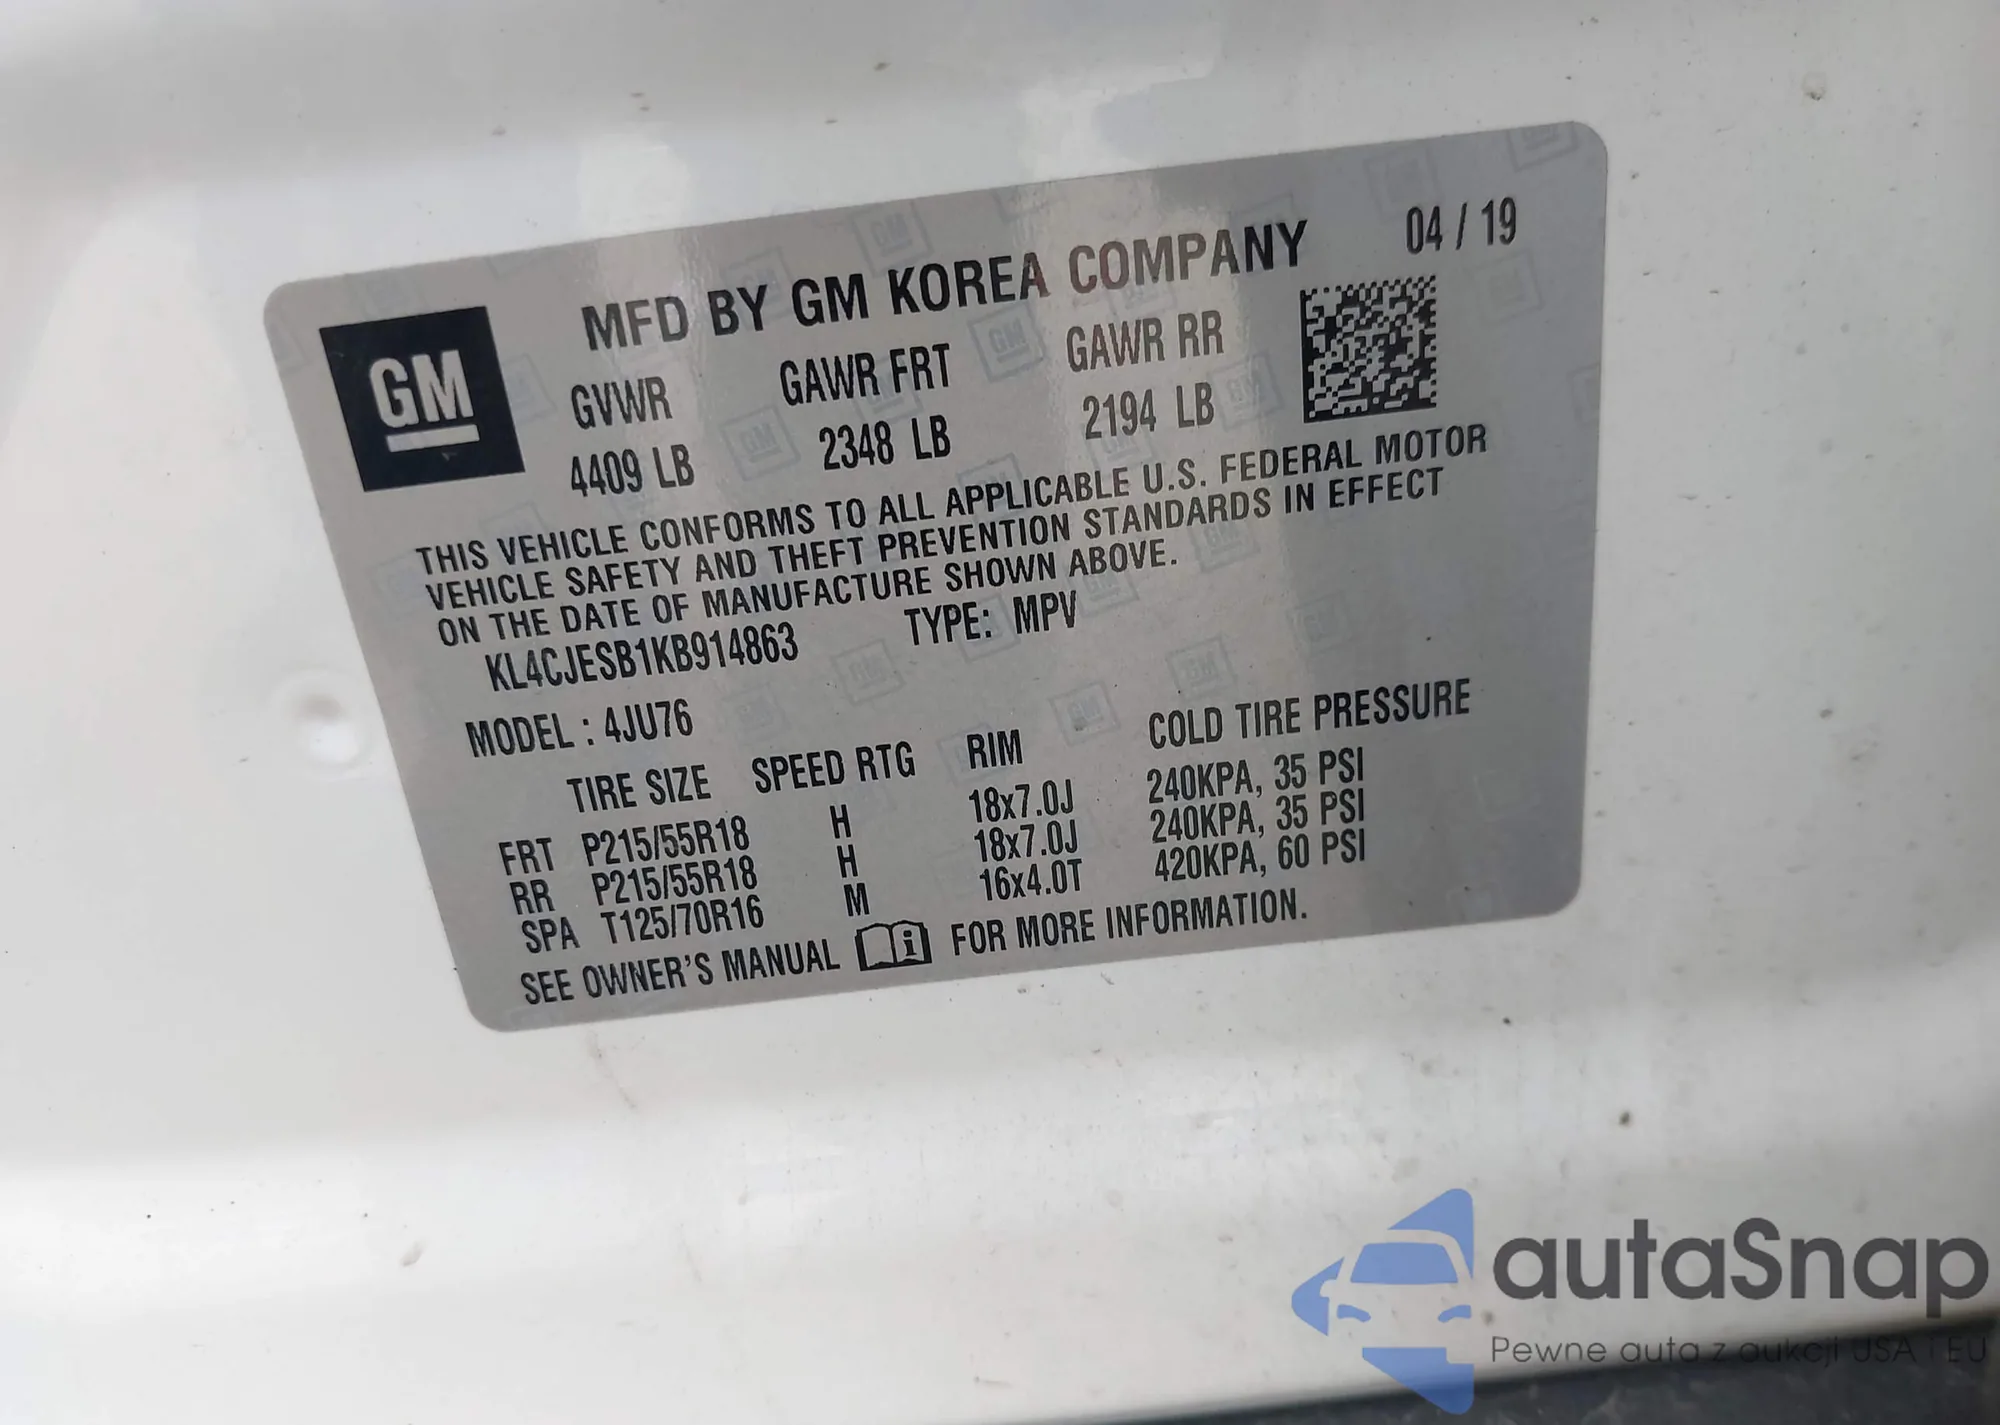 MFD BY GM KOREA COMPANY 04 / 19
GM
GVWR GAWR FRT GAWR RR
4409 LB 2348 LB 2194 LB
THIS VEHICLE CONFORMS TO ALL APPLICABLE U.S. FEDERAL MOTOR
VEHICLE SAFETY AND THEFT PREVENTION STANDARDS IN EFFECT
ON THE DATE OF MANUFACTURE SHOWN ABOVE.
KL4CJESB1KB914863 TYPE: MPV
MODEL : 4JU76
TIRE SIZE SPEED RTG RIM COLD TIRE PRESSURE
FRT P215/55R18 H 18x7.0J 240KPA, 35 PSI
RR P215/55R18 H 18x7.0J 240KPA, 35 PSI
SPA T125/70R16 M 16x4.0T 420KPA, 60 PSI
SEE OWNER'S MANUAL FOR MORE INFORMATION.
autaSnap
Pewne auta z aukcji USA i EU